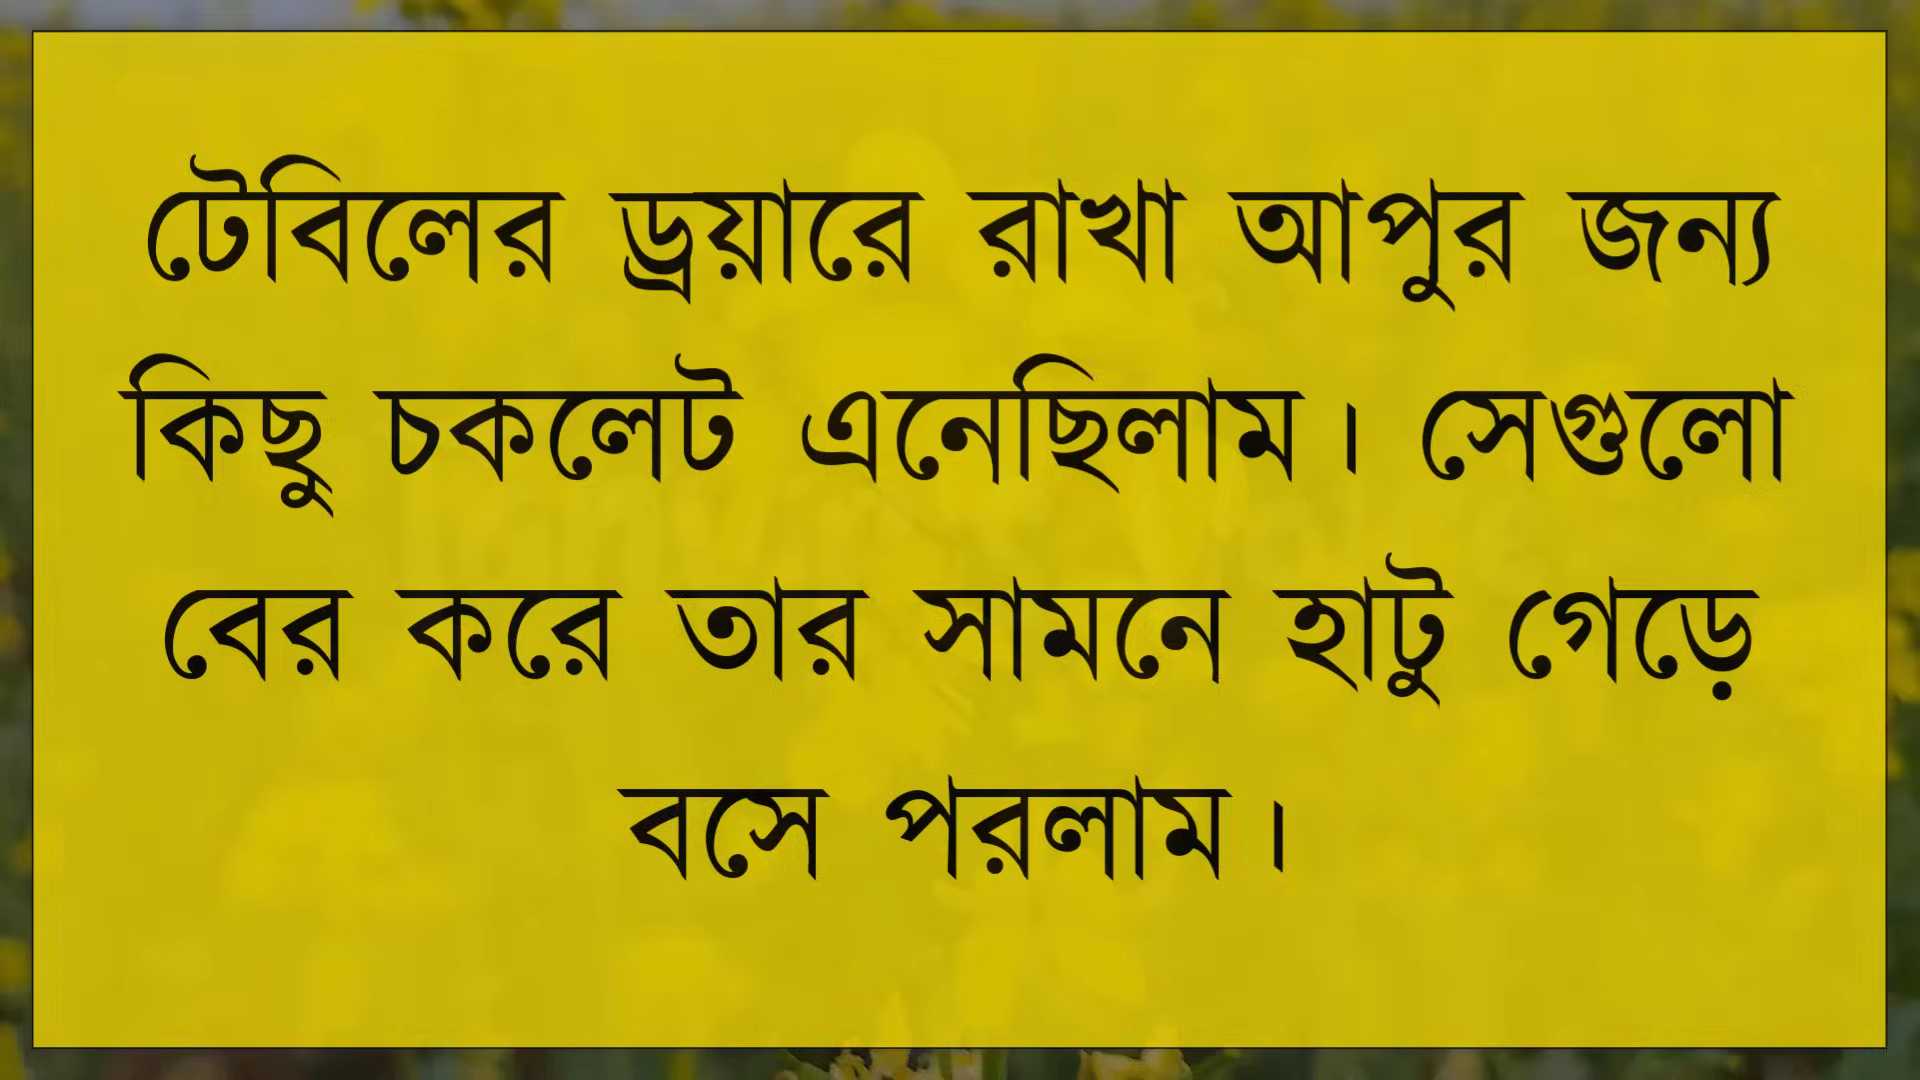 টেবিলের ড্রয়ারে রাখা আপুর জন্য
কিছু চকলেট এনেছিলাম। সেগুলো
বের করে তার সামনে হাটু গেড়ে
বসে পরলাম।